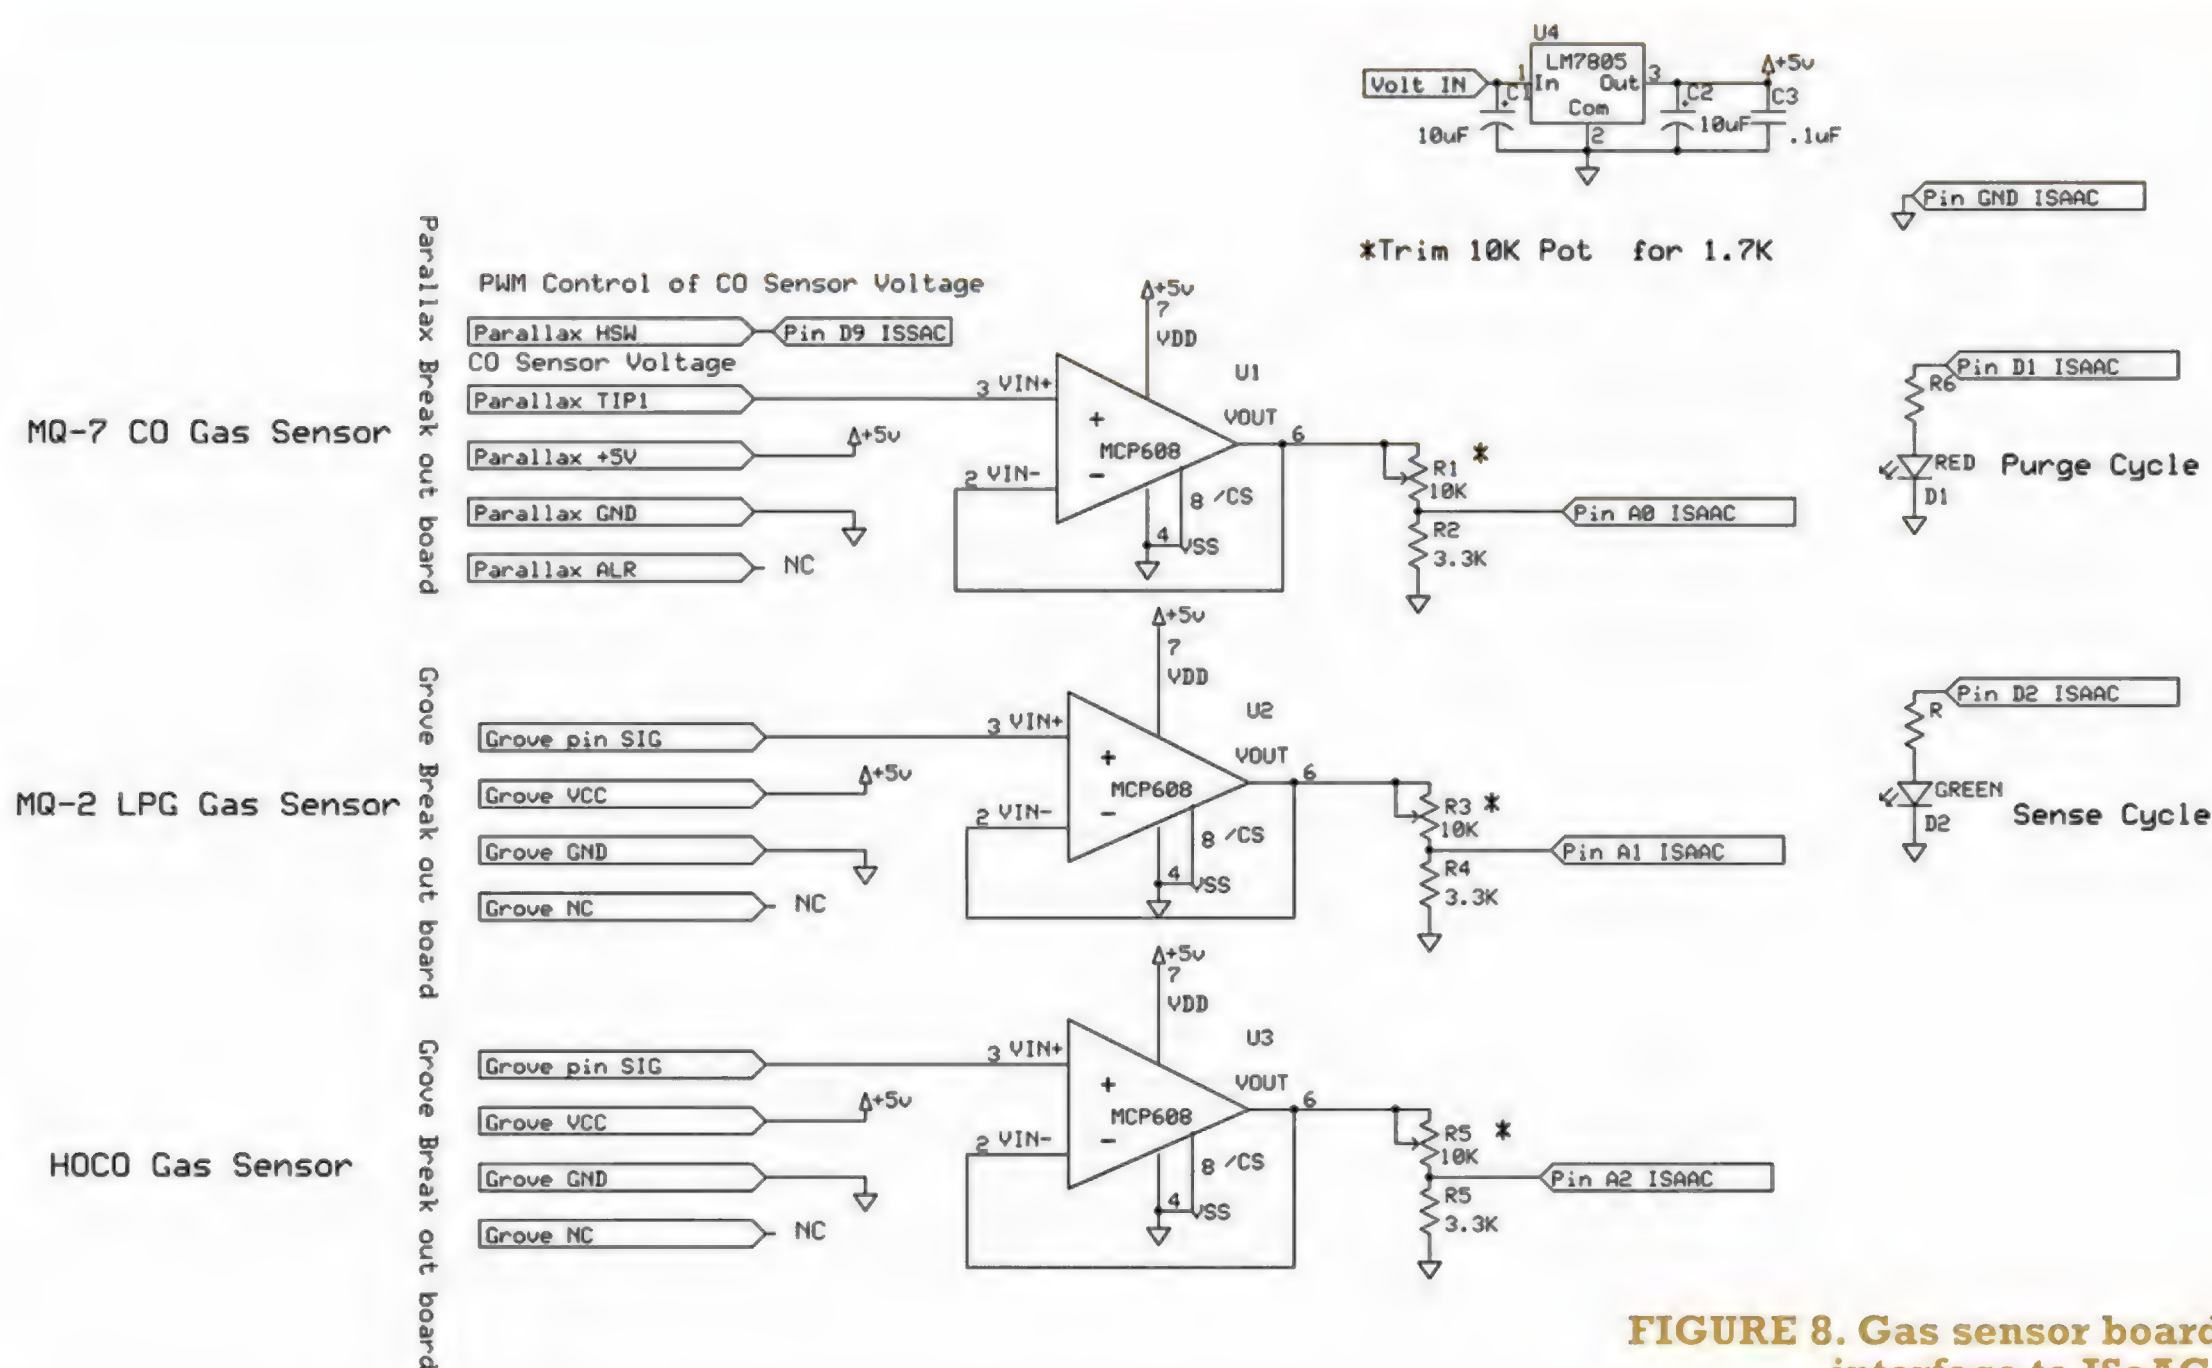 U4
LM7805
Volt IN
1
In
Out
3
+5v
C1
C2
C3
Com
10uF
2
10uF
.1uF
Pin GND ISAAC
*Trim 10K Pot for 1.7K
Parallax Break out board
PWM Control of CO Sensor Voltage
Parallax HSW
Pin D9 ISSAC
CO Sensor Voltage
Parallax TIP1
MQ-7 CO Gas Sensor
Parallax +5V
+5v
Parallax GND
Parallax ALR
NC
+5v
7
VDD
U1
3 VIN+
VOUT
+
MCP608
6
2 VIN-
-
8 /CS
4
VSS
R1 *
10K
Pin A0 ISAAC
R2
3.3K
Pin D1 ISAAC
R6
RED
Purge Cycle
D1
Grove Break out board
Grove pin SIG
MQ-2 LPG Gas Sensor
Grove VCC
+5v
Grove GND
Grove NC
NC
+5v
7
VDD
U2
3 VIN+
VOUT
+
MCP608
6
2 VIN-
-
8 /CS
4
VSS
R3 *
10K
Pin A1 ISAAC
R4
3.3K
Pin D2 ISAAC
R
GREEN
D2
Sense Cycle
Grove Break out board
Grove pin SIG
Grove VCC
+5v
HOCO Gas Sensor
Grove GND
Grove NC
NC
+5v
7
VDD
U3
3 VIN+
VOUT
+
MCP608
6
2 VIN-
-
8 /CS
4
VSS
R5 *
10K
Pin A2 ISAAC
R5
3.3K
FIGURE 8. Gas sensor board
interface to ISaAC